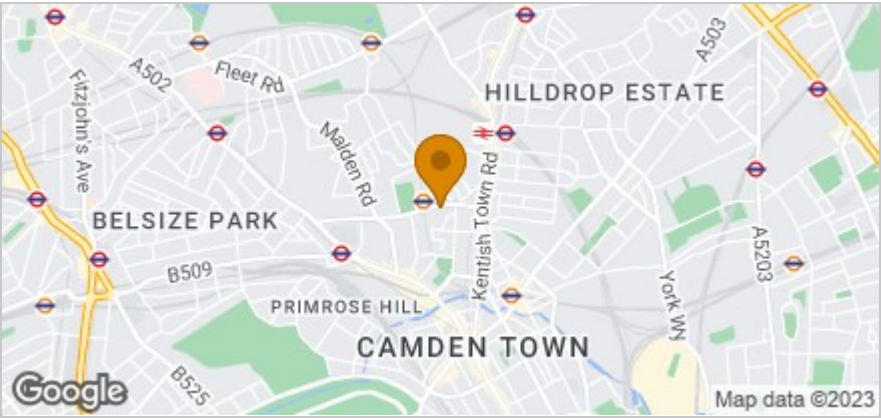 A502
Fleet Rd
A503
HILLDROP ESTATE
Fitzjohn's Ave
Malden Rd
Kentish Town Rd
BELSIZE PARK
A5203
B509
York Wy
PRIMROSE HILL
CAMDEN TOWN
B525
Google
Map data ©2023